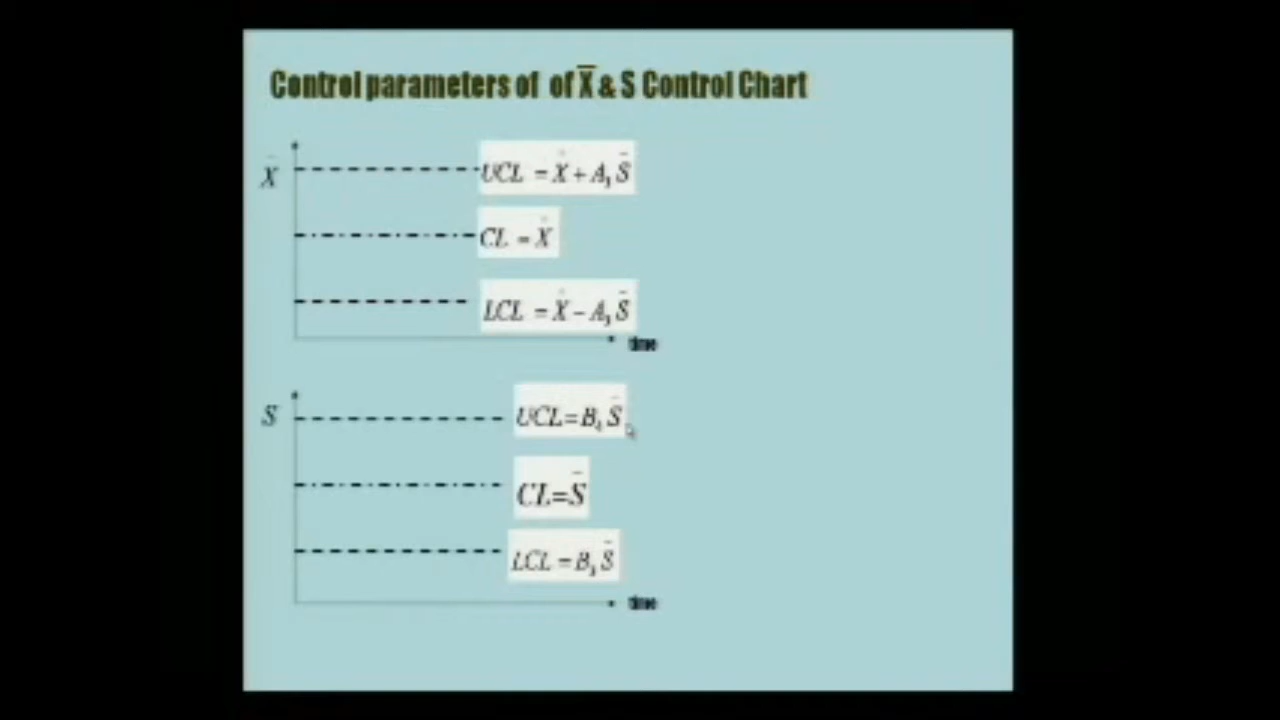 Control parameters of of X̄ & S Control Chart
X̄
UCL = X̿ + A₃ S̄
CL = X̿
LCL = X̿ − A₃ S̄
time
S
UCL=B₄ S̄
CL=S̄
LCL = B₃ S̄
time